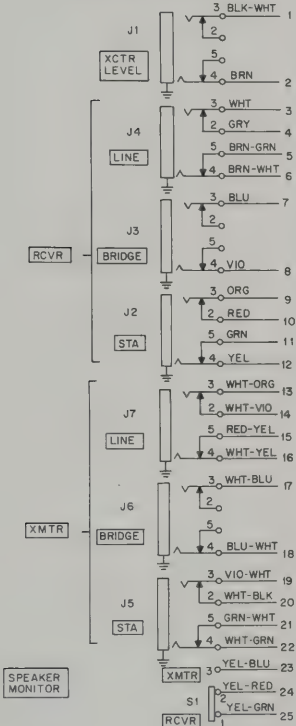 3 BLK-WHT 1
J1
2
XCTR LEVEL
5
4 BRN 2
3 WHT 3
J4
2 GRY 4
LINE
5 BRN-GRN 5
4 BRN-WHT 6
3 BLU 7
J3
2
RCVR
BRIDGE
5
4 VIO 8
3 ORG 9
J2
2 RED 10
STA
5 GRN 11
4 YEL 12
3 WHT-ORG 13
J7
2 WHT-VIO 14
LINE
5 RED-YEL 15
4 WHT-YEL 16
3 WHT-BLU 17
J6
2
XMTR
BRIDGE
5
4 BLU-WHT 18
3 VIO-WHT 19
J5
2 WHT-BLK 20
STA
5 GRN-WHT 21
4 WHT-GRN 22
SPEAKER MONITOR
XMTR 3 YEL-BLU 23
S1
2 YEL-RED 24
RCVR 1 YEL-GRN 25